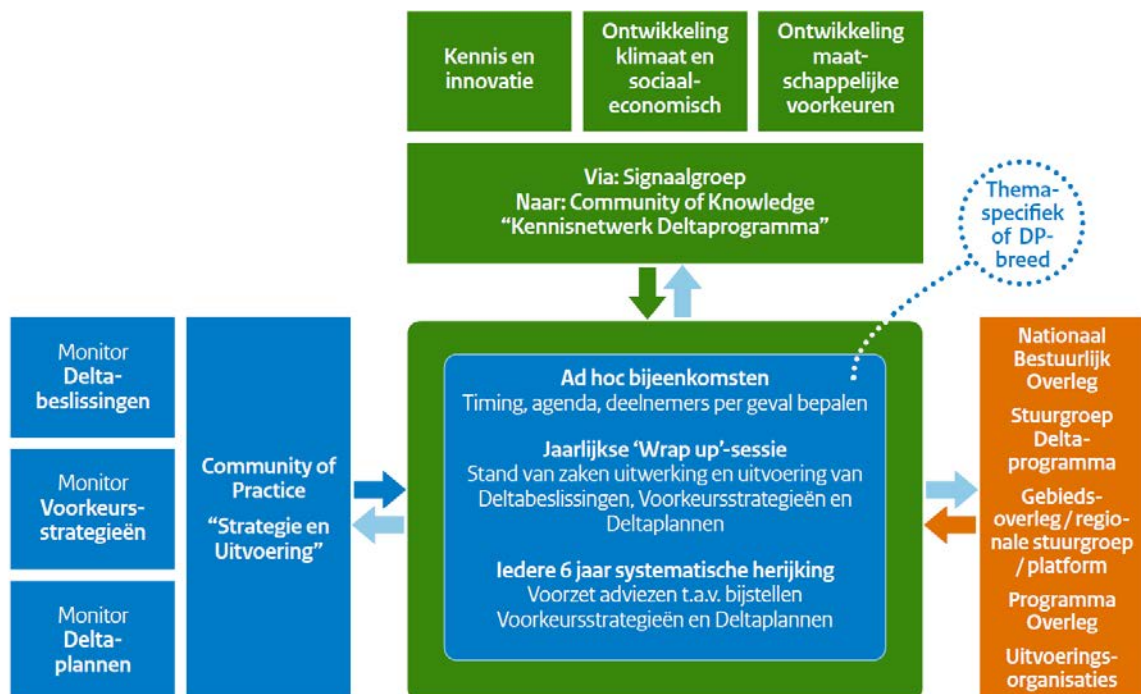 Kennis en
innovatie
Ontwikkeling
klimaat en
sociaal-
economisch
Ontwikkeling
maat-
schappelijke
voorkeuren
Via: Signaalgroep
Naar: Community of Knowledge
“Kennisnetwerk Deltaprogramma”
Thema-
specifiek
of DP-
breed
Monitor
Delta-
beslissingen
Monitor
Voorkeurs-
strategieën
Monitor
Delta-
plannen
Community of
Practice
“Strategie en
Uitvoering”
Ad hoc bijeenkomsten
Timing, agenda, deelnemers per geval bepalen
Jaarlijkse ‘Wrap up’-sessie
Stand van zaken uitwerking en uitvoering van
Deltabeslissingen, Voorkeursstrategieën en
Deltaplannen
Iedere 6 jaar systematische herijking
Voorzet adviezen t.a.v. bijstellen
Voorkeursstrategieën en Deltaplannen
Nationaal
Bestuurlijk
Overleg
Stuurgroep
Delta-
programma
Gebieds-
overleg / regio-
nale stuurgroep
/ platform
Programma
Overleg
Uitvoerings-
organisaties